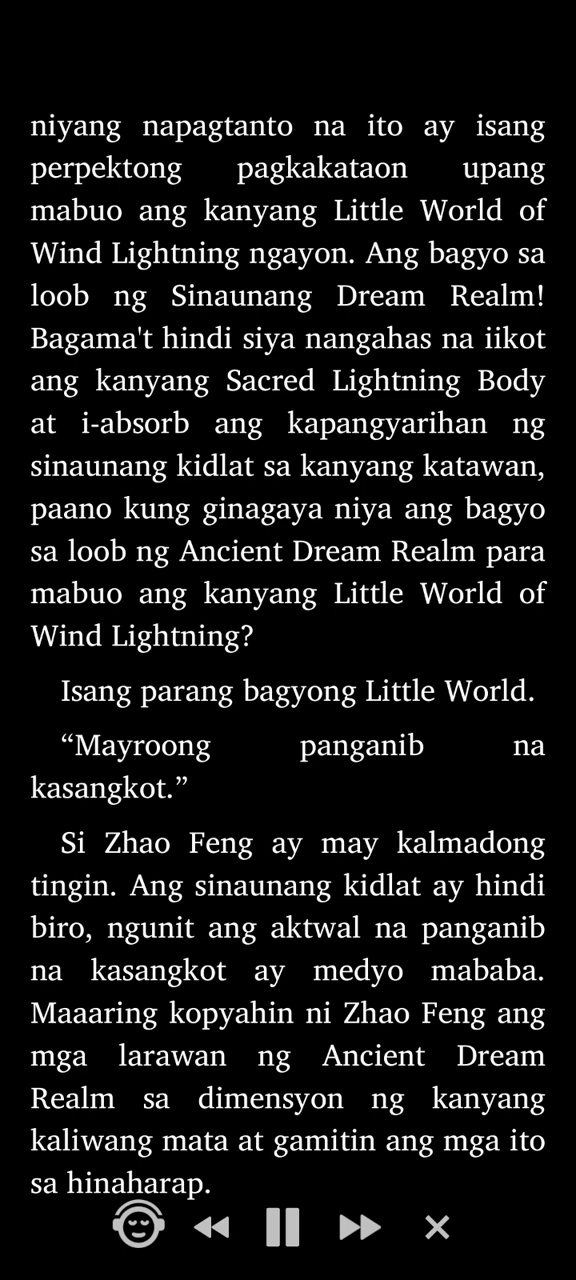 niyang napagtanto na ito ay isang
perpektong pagkakataon upang
mabuo ang kanyang Little World of
Wind Lightning ngayon. Ang bagyo sa
loob ng Sinaunang Dream Realm!
Bagama't hindi siya nangahas na iikot
ang kanyang Sacred Lightning Body
at i-absorb ang kapangyarihan ng
sinaunang kidlat sa kanyang katawan,
paano kung ginagaya niya ang bagyo
sa loob ng Ancient Dream Realm para
mabuo ang kanyang Little World of
Wind Lightning?
Isang parang bagyong Little World.
“Mayroong panganib na
kasangkot.”
Si Zhao Feng ay may kalmadong
tingin. Ang sinaunang kidlat ay hindi
biro, ngunit ang aktwal na panganib
na kasangkot ay medyo mababa.
Maaaring kopyahin ni Zhao Feng ang
mga larawan ng Ancient Dream
Realm sa dimensyon ng kanyang
kaliwang mata at gamitin ang mga ito
sa hinaharap.